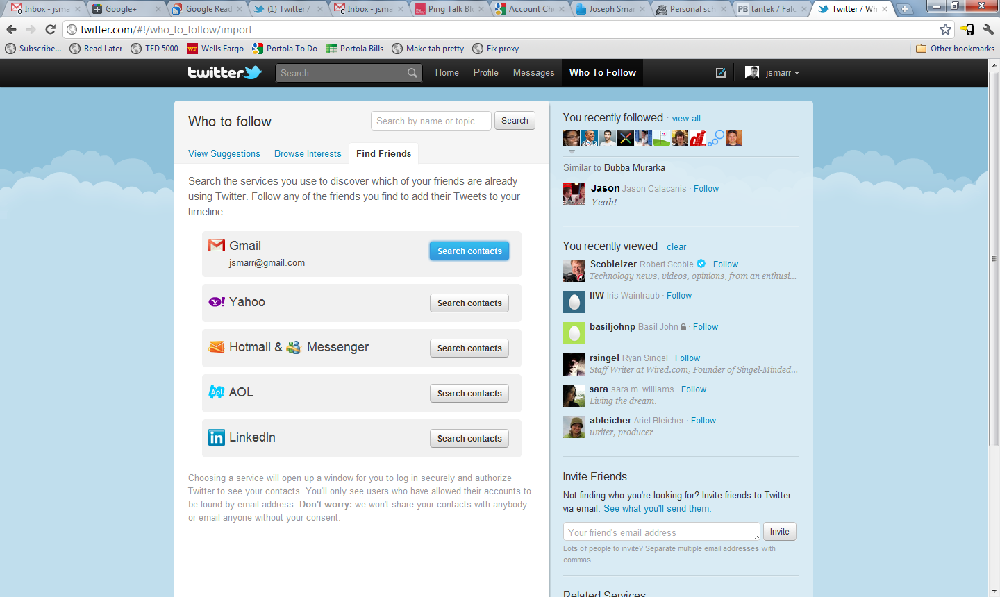 Inbox - jsma
Google+
Google Read
(1) Twitter /
Inbox - jsma
Ping Talk Bl
Account Ch
Joseph Smar
Personal sch
PB
tantek / Falc
Twitter / Wh
twitter.com/#!/who_to_follow/import
Subscribe...
Read Later
TED 5000
Wells Fargo
Portola To Do
Portola Bills
Make tab pretty
Fix proxy
Other bookmarks
twitter
Search
Home
Profile
Messages
Who To Follow
jsmarr
Who to follow
Search by name or topic
Search
View Suggestions
Browse Interests
Find Friends
Search the services you use to discover which of your friends are already
using Twitter. Follow any of the friends you find to add their Tweets to your
timeline.
Gmail
jsmarr@gmail.com
Search contacts
Yahoo
Search contacts
Hotmail & Messenger
Search contacts
Aol.
AOL
Search contacts
in
LinkedIn
Search contacts
Choosing a service will open up a window for you to log in securely and authorize
Twitter to see your contacts. You'll only see users who have allowed their accounts to
be found by email address. Don't worry: we won't share your contacts with anybody
or email anyone without your consent.
You recently followed · view all
2012
Similar to Bubba Murarka
Jason Jason Calacanis · Follow
Yeah!
You recently viewed · clear
Scobleizer Robert Scoble · Follow
Technology news, videos, opinions, from an enthusi...
IIW Iris Waintraub · Follow
basiljohnp Basil John · Follow
rsingel Ryan Singel · Follow
Staff Writer at Wired.com, Founder of Singel-Minded...
sara sara m. williams · Follow
Living the dream.
ableicher Ariel Bleicher · Follow
writer, producer
Invite Friends
Not finding who you're looking for? Invite friends to Twitter
via email. See what you'll send them.
Your friend's email address
Invite
Lots of people to invite? Separate multiple email addresses with
commas.
Related Services